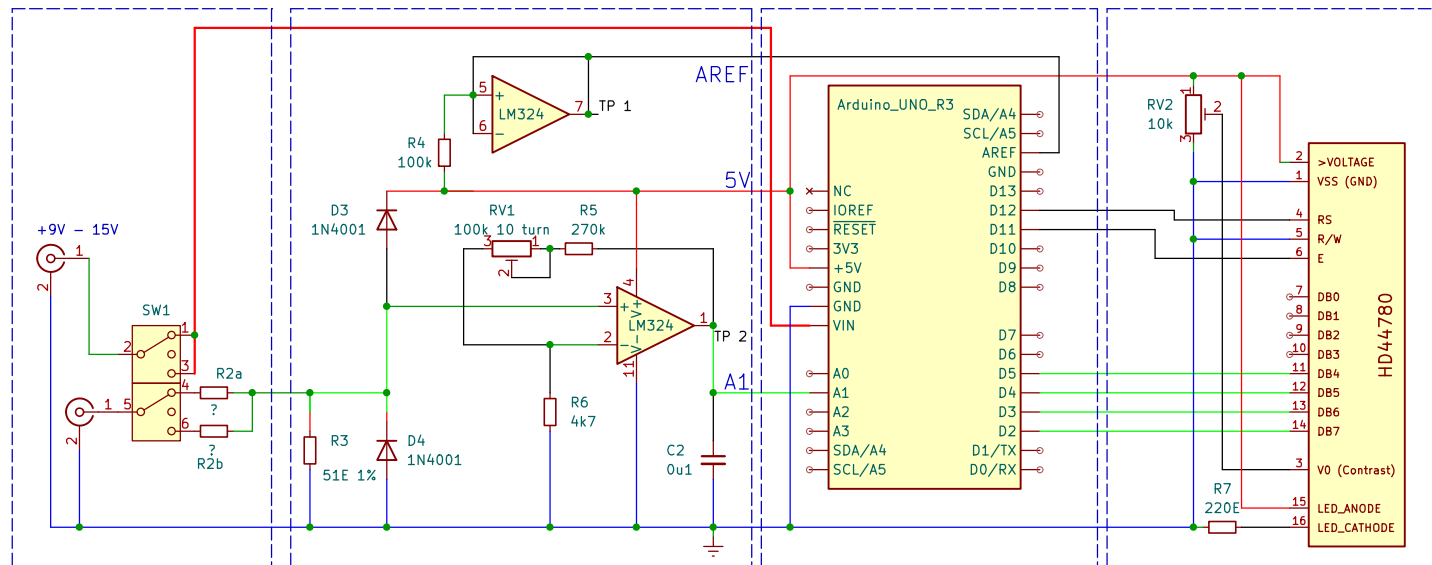 +9V - 15V
1
2
SW1
1
2
3
1
2
4
5
6
R2a
?
?
R2b
R3
51E 1%
D3
1N4001
D4
1N4001
R4
100k
5
+
6
−
LM324
7
TP 1
AREF
5V
RV1
100k 10 turn
3
1
2
R5
270k
3
+
2
−
4
V+
LM324
V−
11
1
TP 2
A1
R6
4k7
C2
0u1
Arduino_UNO_R3
NC
IOREF
RESET
3V3
+5V
GND
GND
VIN
A0
A1
A2
A3
SDA/A4
SCL/A5
SDA/A4
SCL/A5
AREF
GND
D13
D12
D11
D10
D9
D8
D7
D6
D5
D4
D3
D2
D1/TX
D0/RX
RV2
10k
1
2
3
R7
220E
HD44780
2 >VOLTAGE
1 VSS (GND)
4 RS
5 R/W
6 E
7 DB0
8 DB1
9 DB2
10 DB3
11 DB4
12 DB5
13 DB6
14 DB7
3 V0 (Contrast)
15 LED_ANODE
16 LED_CATHODE